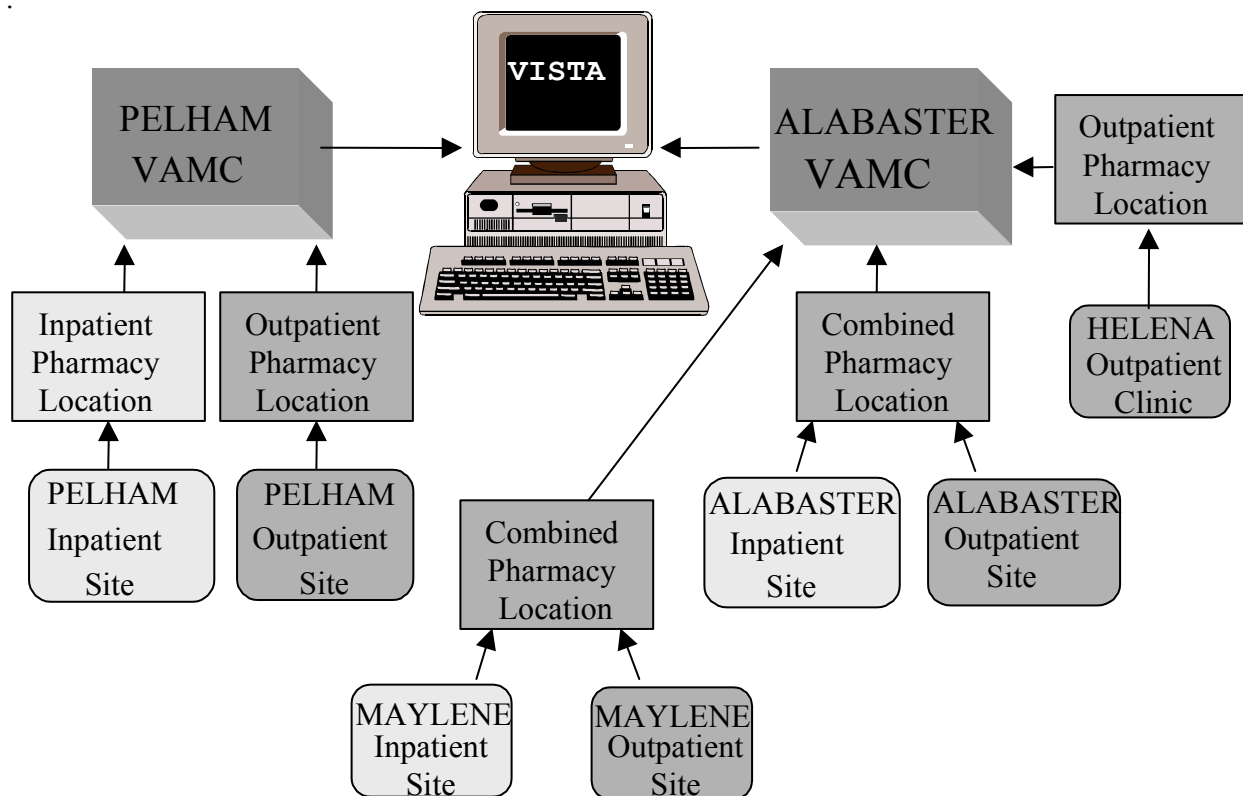 .
VISTA
PELHAM
VAMC
ALABASTER
VAMC
Outpatient
Pharmacy
Location
Inpatient
Pharmacy
Location
Outpatient
Pharmacy
Location
Combined
Pharmacy
Location
HELENA
Outpatient
Clinic
PELHAM
Inpatient
Site
PELHAM
Outpatient
Site
Combined
Pharmacy
Location
ALABASTER
Inpatient
Site
ALABASTER
Outpatient
Site
MAYLENE
Inpatient
Site
MAYLENE
Outpatient
Site